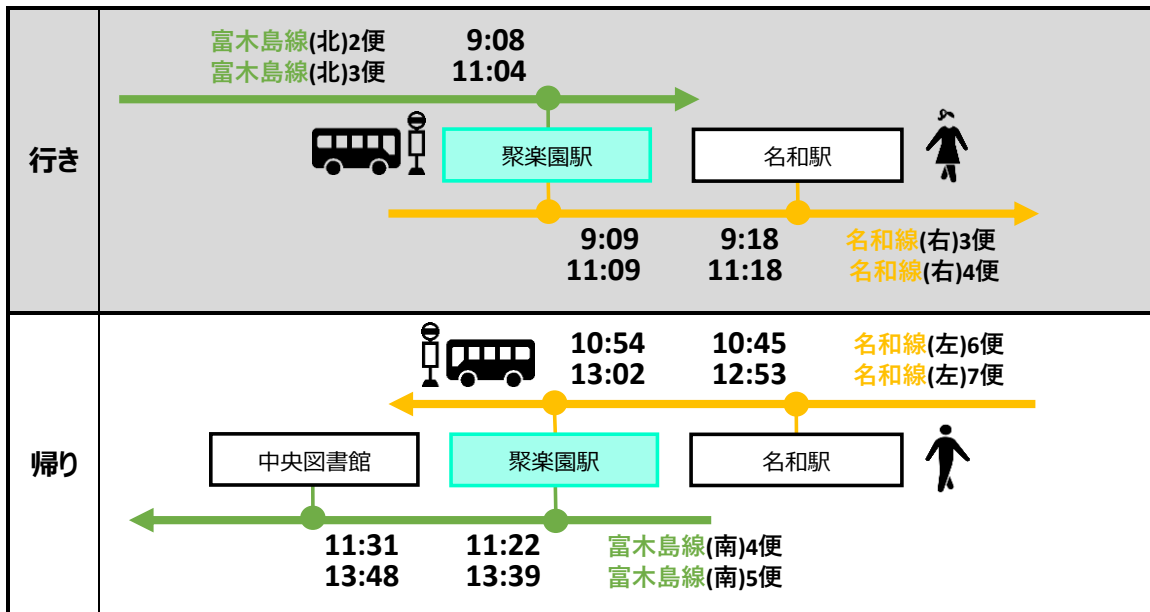 行き
富木島線(北)2便 9:08
富木島線(北)3便 11:04
聚楽園駅 名和駅
9:09 9:18 名和線(右)3便
11:09 11:18 名和線(右)4便
帰り
10:54 10:45 名和線(左)6便
13:02 12:53 名和線(左)7便
中央図書館 聚楽園駅 名和駅
11:31 11:22 富木島線(南)4便
13:48 13:39 富木島線(南)5便